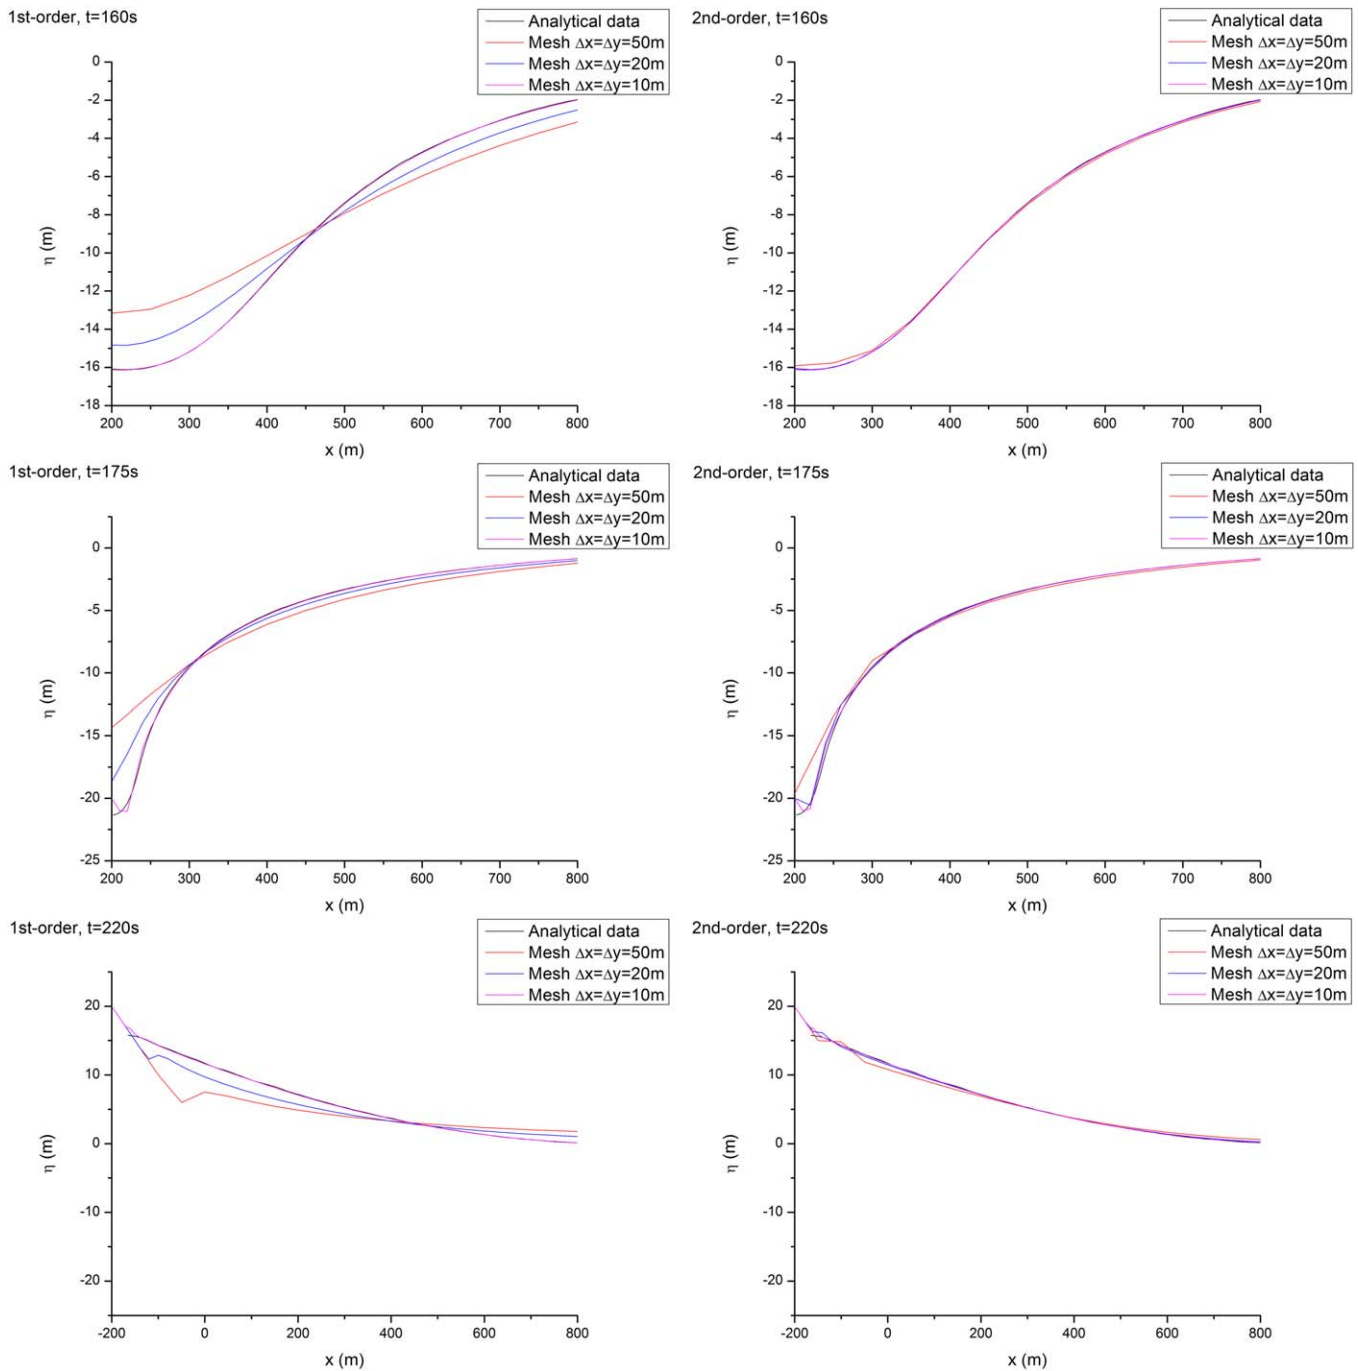 1st-order, t=160s
Analytical data
Mesh Δx=Δy=50m
Mesh Δx=Δy=20m
Mesh Δx=Δy=10m
0
-2
-4
-6
-8
-10
-12
-14
-16
-18
η (m)
200 300 400 500 600 700 800
x (m)
2nd-order, t=160s
Analytical data
Mesh Δx=Δy=50m
Mesh Δx=Δy=20m
Mesh Δx=Δy=10m
0
-2
-4
-6
-8
-10
-12
-14
-16
-18
η (m)
200 300 400 500 600 700 800
x (m)
1st-order, t=175s
Analytical data
Mesh Δx=Δy=50m
Mesh Δx=Δy=20m
Mesh Δx=Δy=10m
0
-5
-10
-15
-20
-25
η (m)
200 300 400 500 600 700 800
x (m)
2nd-order, t=175s
Analytical data
Mesh Δx=Δy=50m
Mesh Δx=Δy=20m
Mesh Δx=Δy=10m
0
-5
-10
-15
-20
-25
η (m)
200 300 400 500 600 700 800
x (m)
1st-order, t=220s
Analytical data
Mesh Δx=Δy=50m
Mesh Δx=Δy=20m
Mesh Δx=Δy=10m
20
10
0
-10
-20
η (m)
-200 0 200 400 600 800
x (m)
2nd-order, t=220s
Analytical data
Mesh Δx=Δy=50m
Mesh Δx=Δy=20m
Mesh Δx=Δy=10m
20
10
0
-10
-20
η (m)
-200 0 200 400 600 800
x (m)